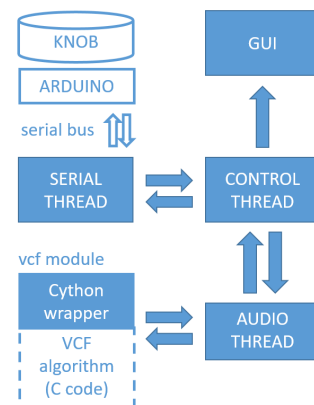 KNOB
GUI
ARDUINO
serial bus
SERIAL
THREAD
CONTROL
THREAD
vcf module
Cython
wrapper
VCF
algorithm
(C code)
AUDIO
THREAD